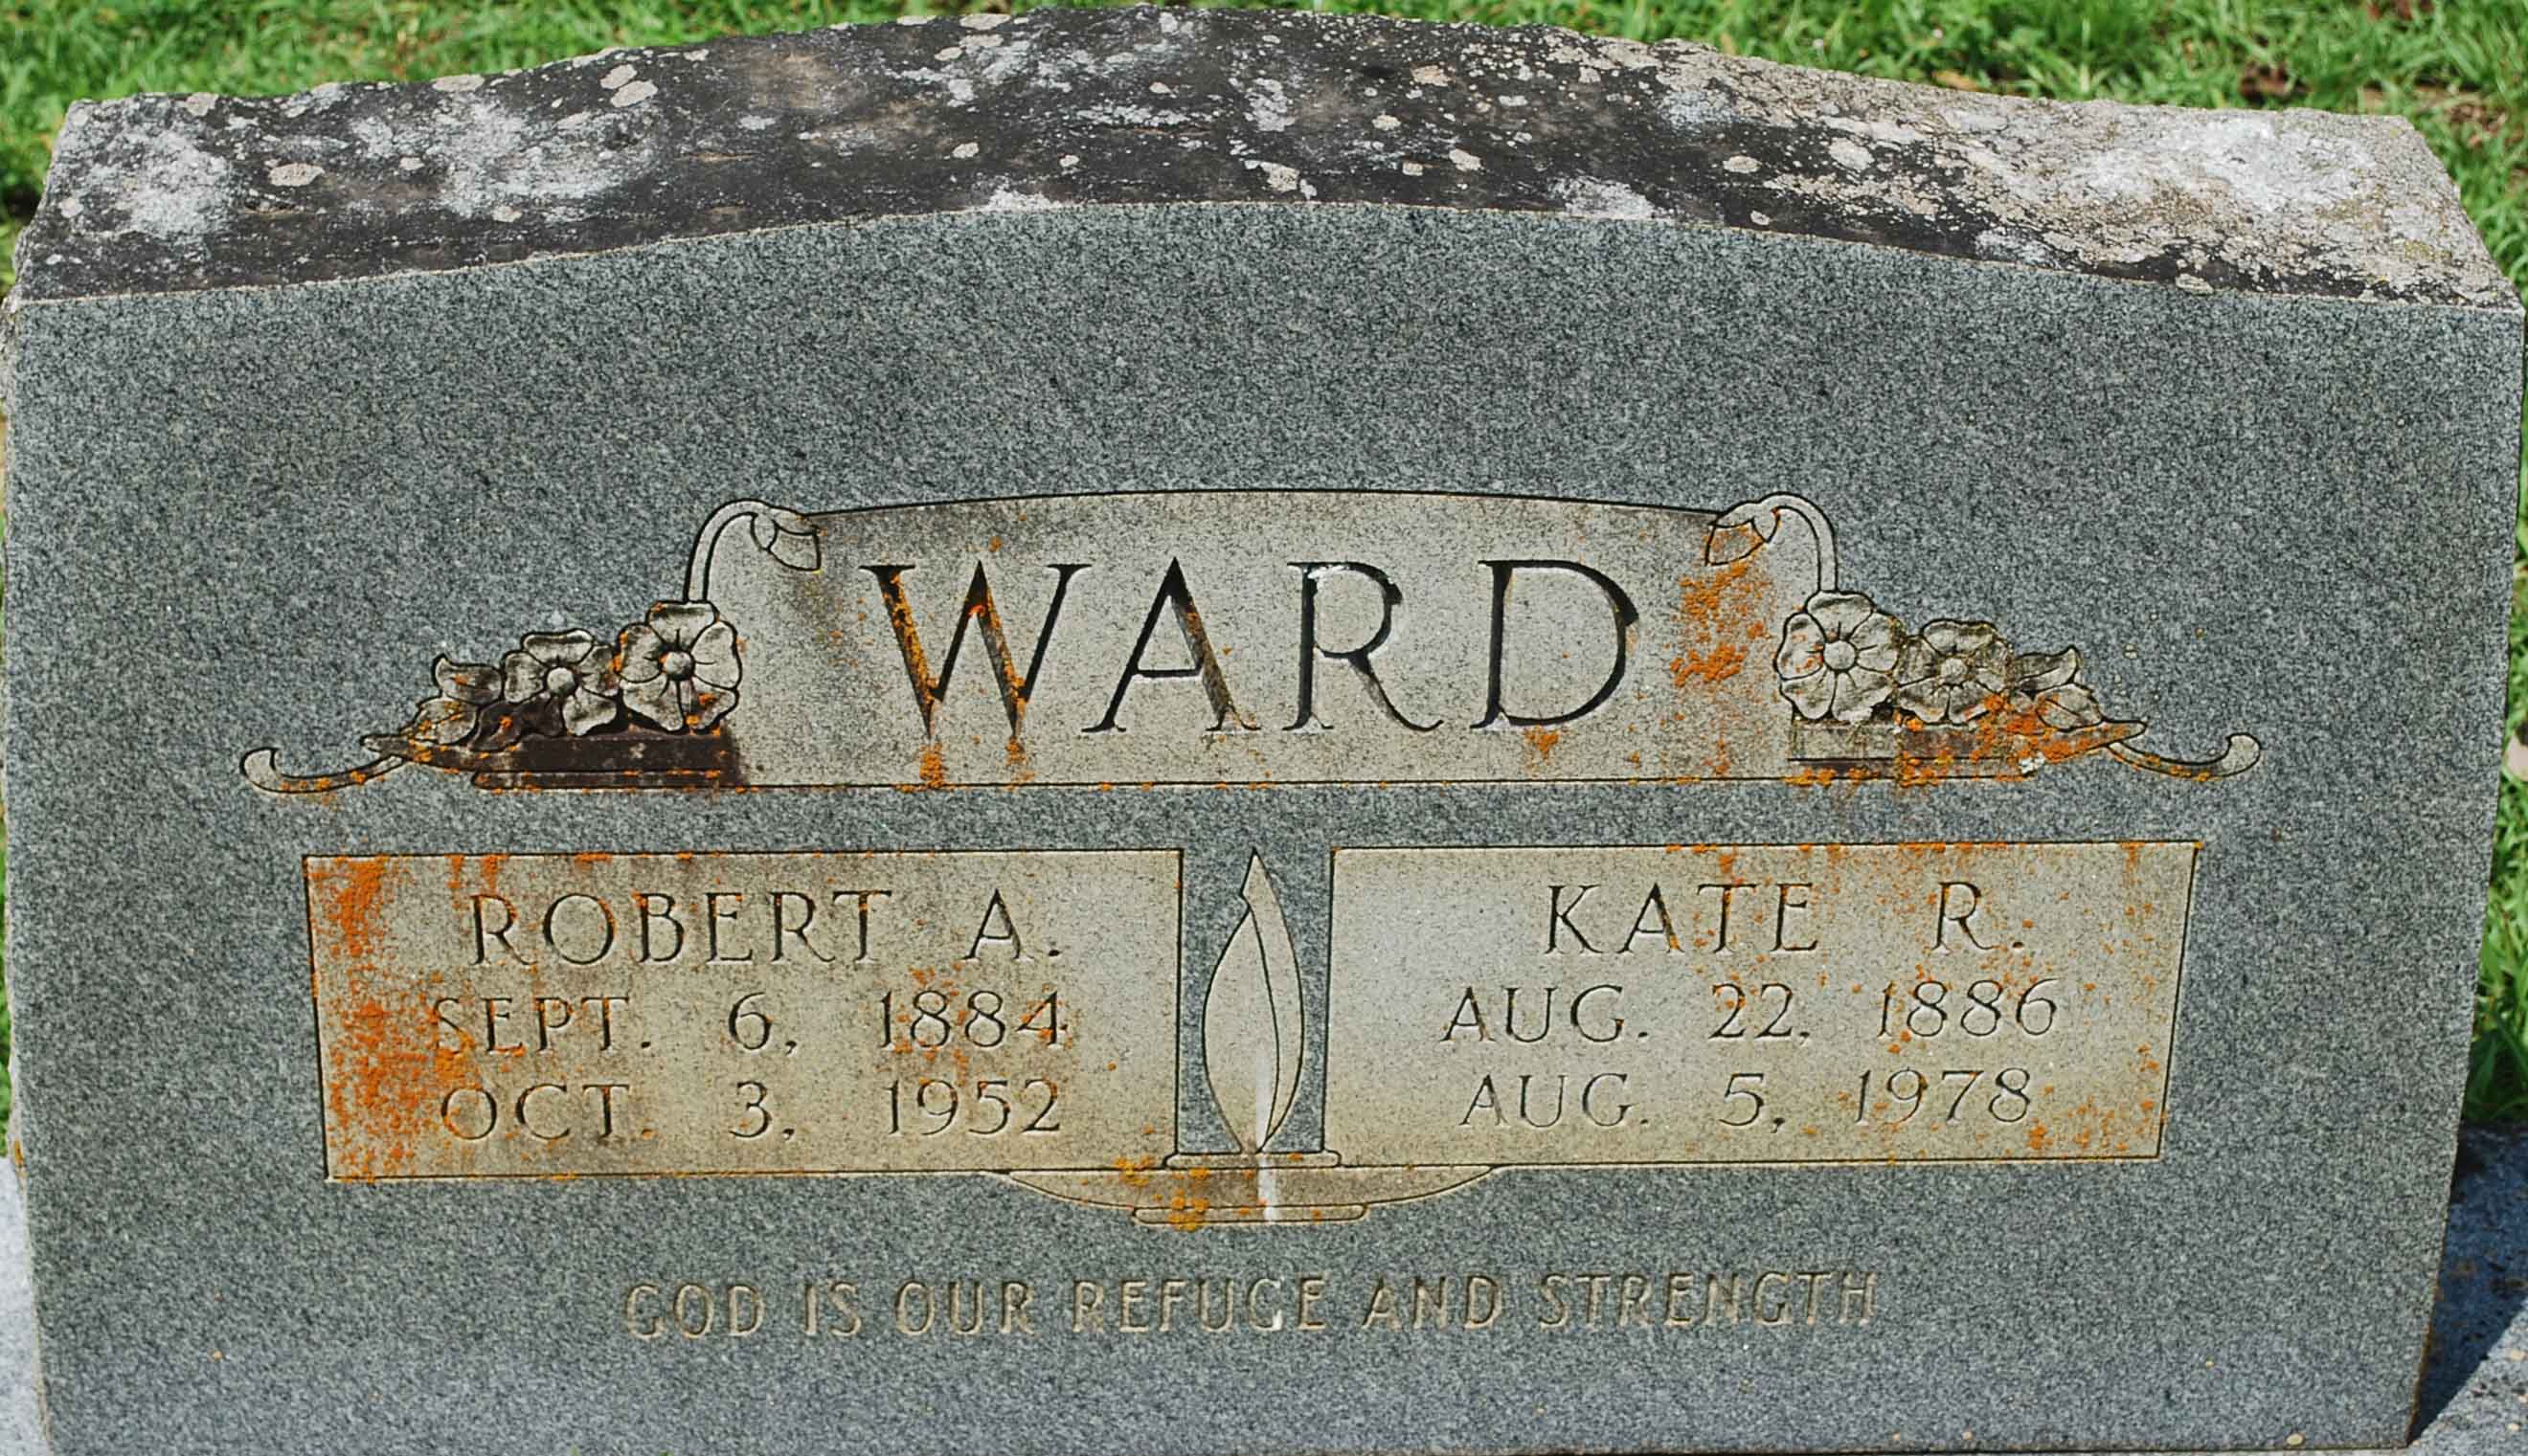 WARD
ROBERT A.
SEPT. 6, 1884
OCT. 3, 1952
KATE R.
AUG. 22, 1886
AUG. 5, 1978
GOD IS OUR REFUGE AND STRENGTH